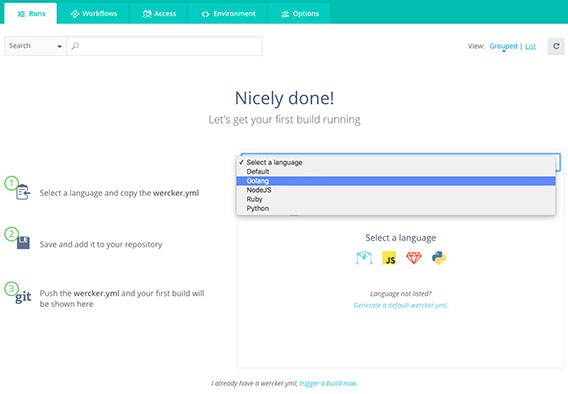 Runs Workflows Access Environment Options
Search View: Grouped | List
Nicely done!
Let's get your first build running
✓ Select a language
Default
Golang
NodeJS
Ruby
Python
1
Select a language and copy the wercker.yml
2
Save and add it to your repository
3
git
Push the wercker.yml and your first build will
be shown here
Select a language
JS
Language not listed?
Generate a default wercker.yml.
I already have a wercker.yml, trigger a build now.